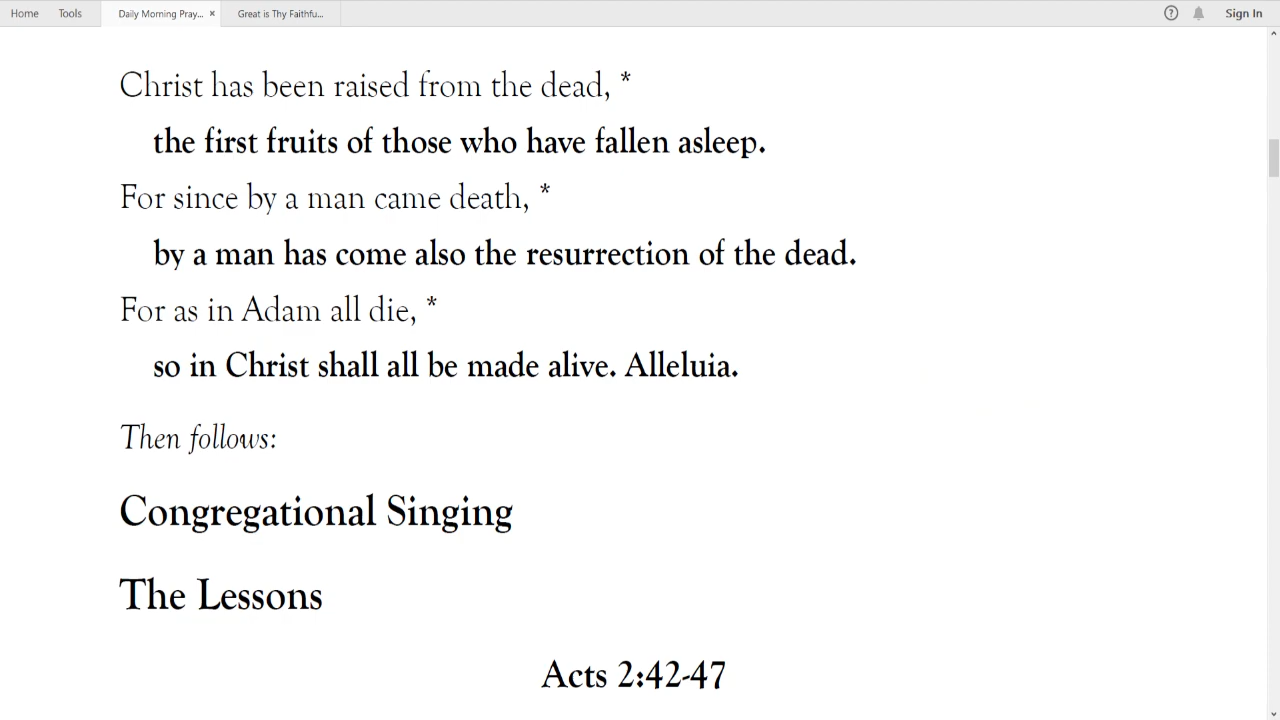 Home Tools Daily Morning Pray... × Great is Thy Faithfu... Sign In
Christ has been raised from the dead, *
the first fruits of those who have fallen asleep.
For since by a man came death, *
by a man has come also the resurrection of the dead.
For as in Adam all die, *
so in Christ shall all be made alive. Alleluia.
Then follows:
Congregational Singing
The Lessons
Acts 2:42-47